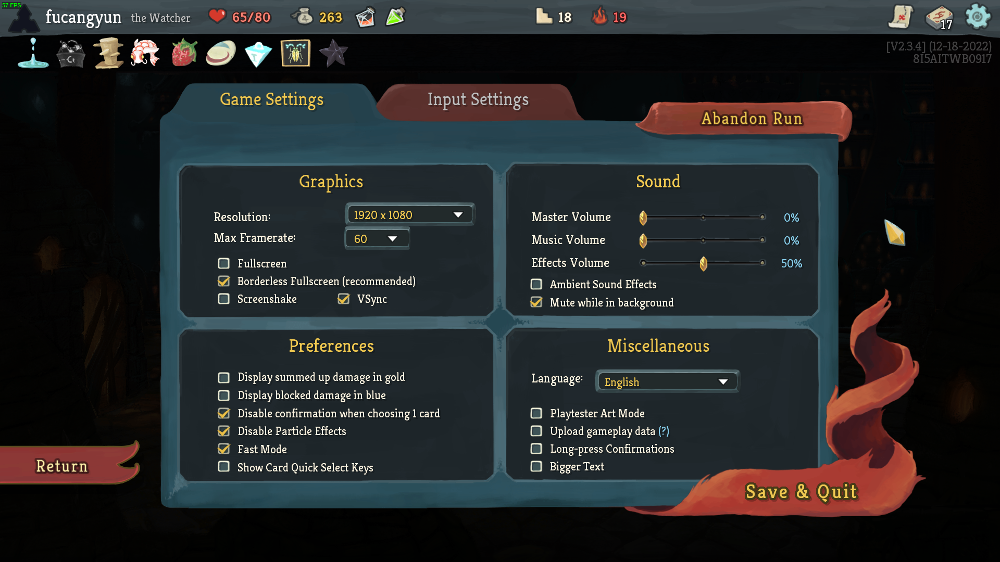 57 FPS
fucangyun the Watcher 65/80 263 18 19 17
[V2.3.4] (12-18-2022)
8I5AITWB0917
Game Settings
Input Settings
Abandon Run
Graphics
Resolution: 1920 x 1080
Max Framerate: 60
Fullscreen
Borderless Fullscreen (recommended)
Screenshake VSync
Sound
Master Volume 0%
Music Volume 0%
Effects Volume 50%
Ambient Sound Effects
Mute while in background
Preferences
Display summed up damage in gold
Display blocked damage in blue
Disable confirmation when choosing 1 card
Disable Particle Effects
Fast Mode
Show Card Quick Select Keys
Miscellaneous
Language: English
Playtester Art Mode
Upload gameplay data (?)
Long-press Confirmations
Bigger Text
Return
Save & Quit